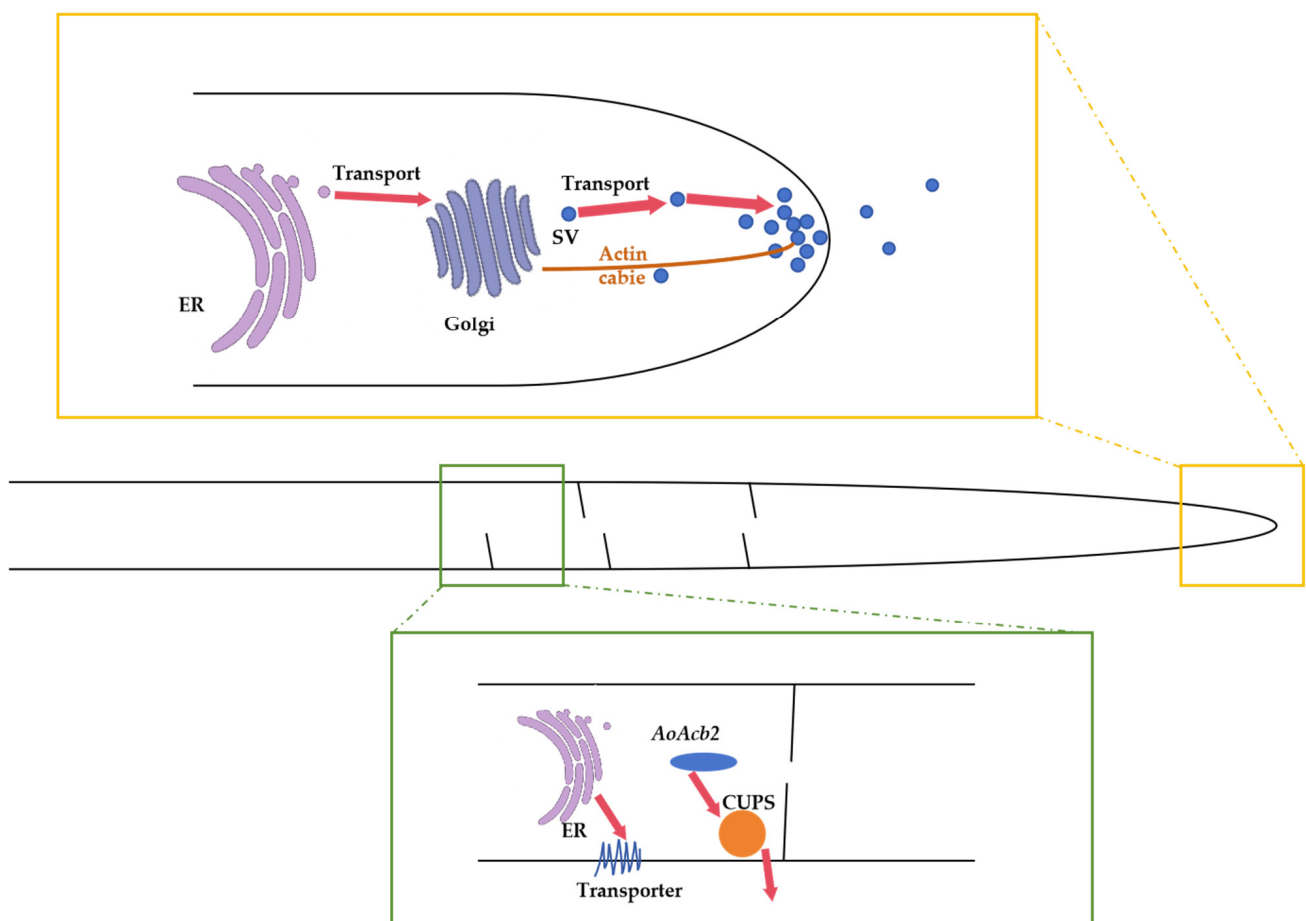 Transport
Transport
SV
Actin
cabie
ER
Golgi
AoAcb2
CUPS
ER
Transporter